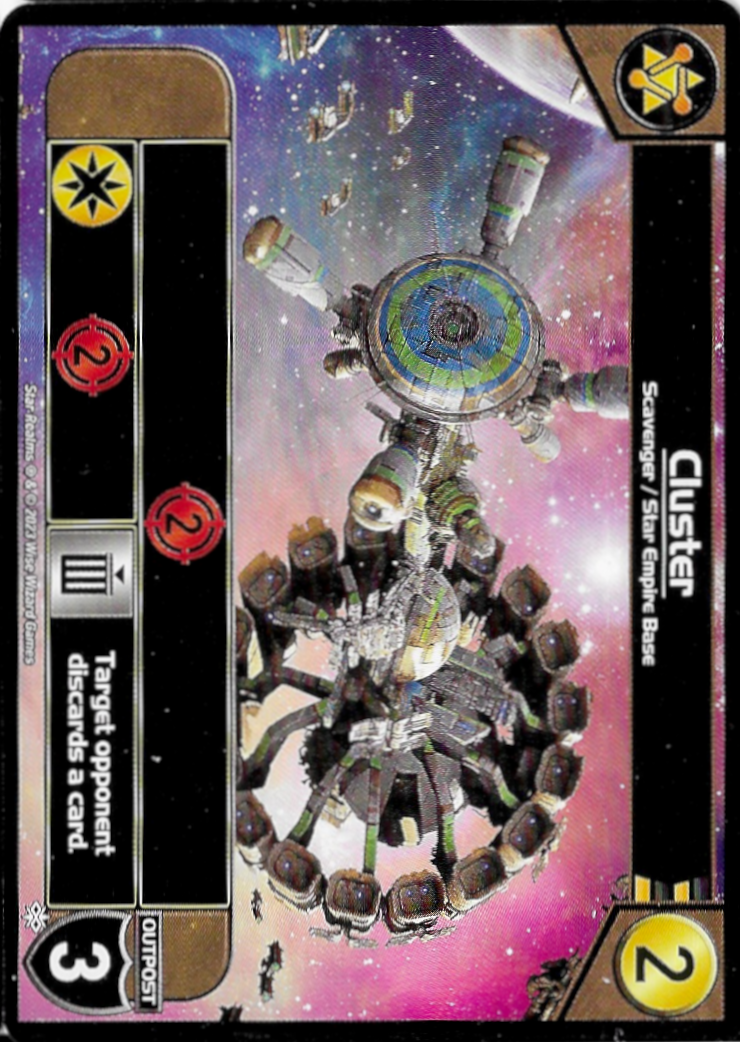 Cluster
Scavenger / Star Empire Base
2
2
2
Target opponent
discards a card.
OUTPOST
3
Star Realms ® & © 2023 Wise Wizard Games